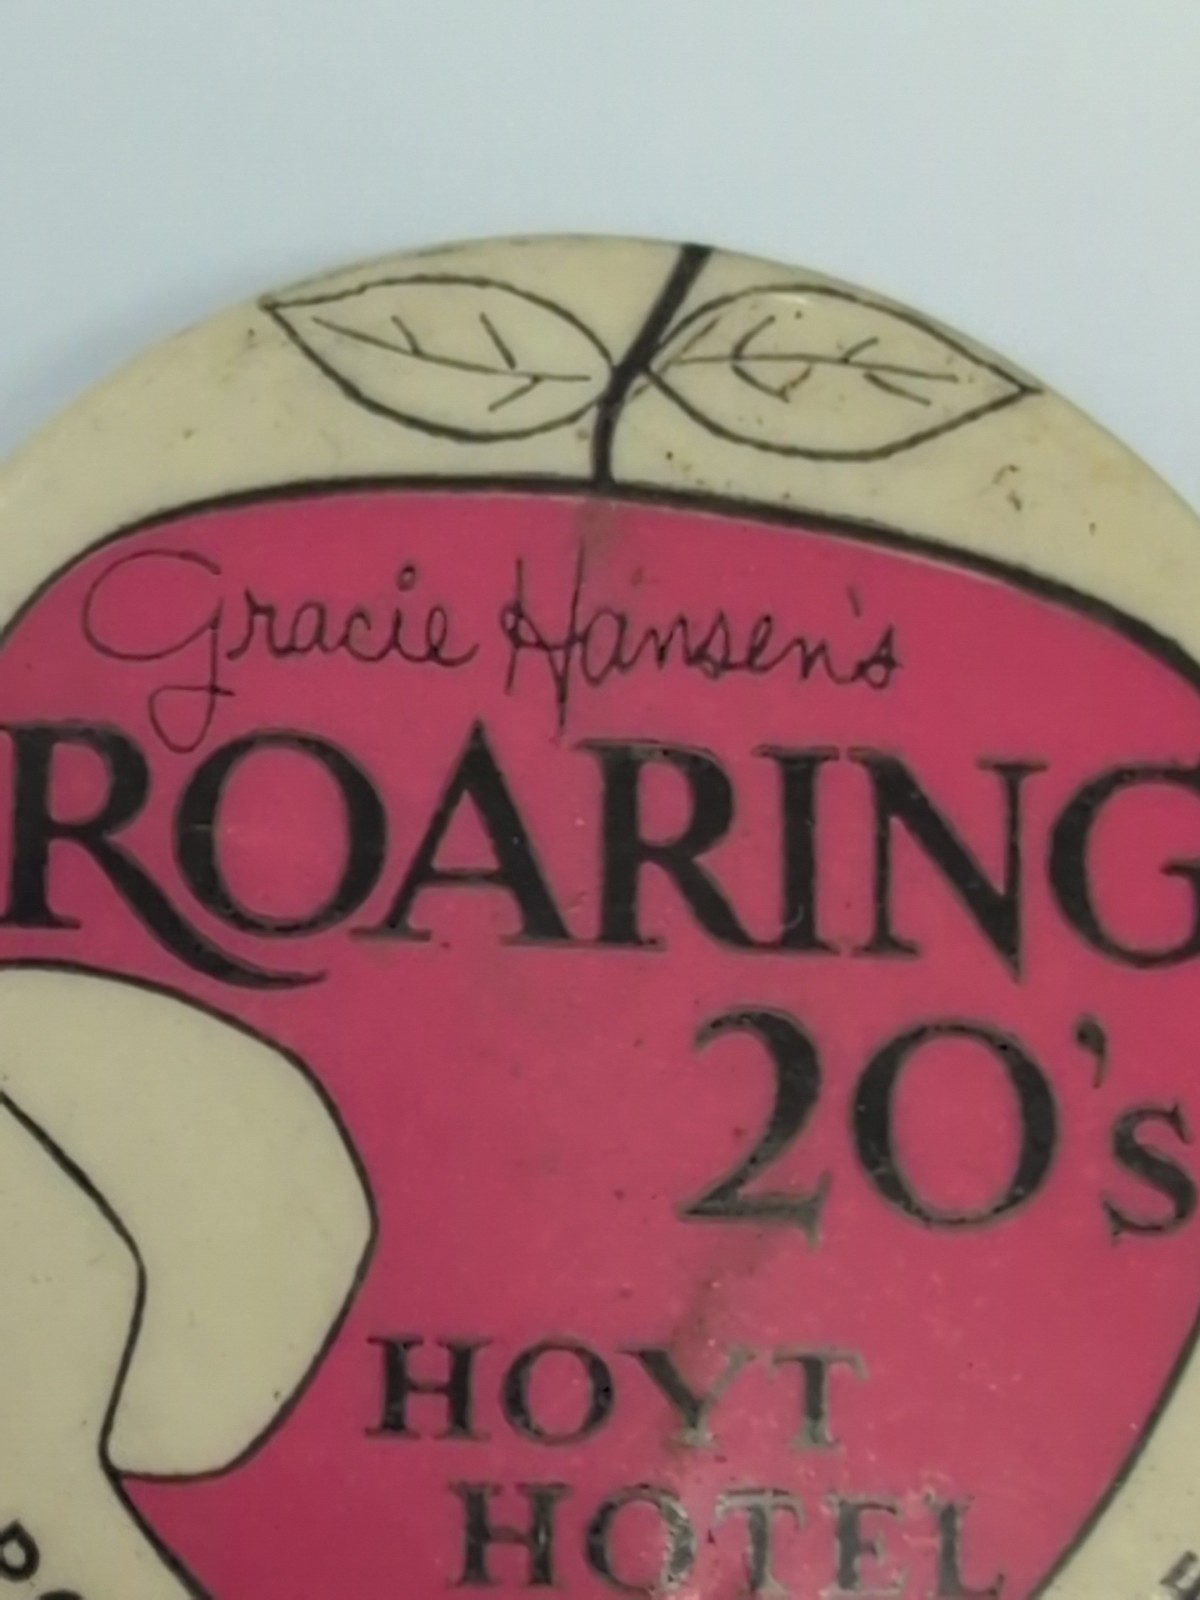 Gracie Hansen's
ROARING
20's
HOYT
HOTEL